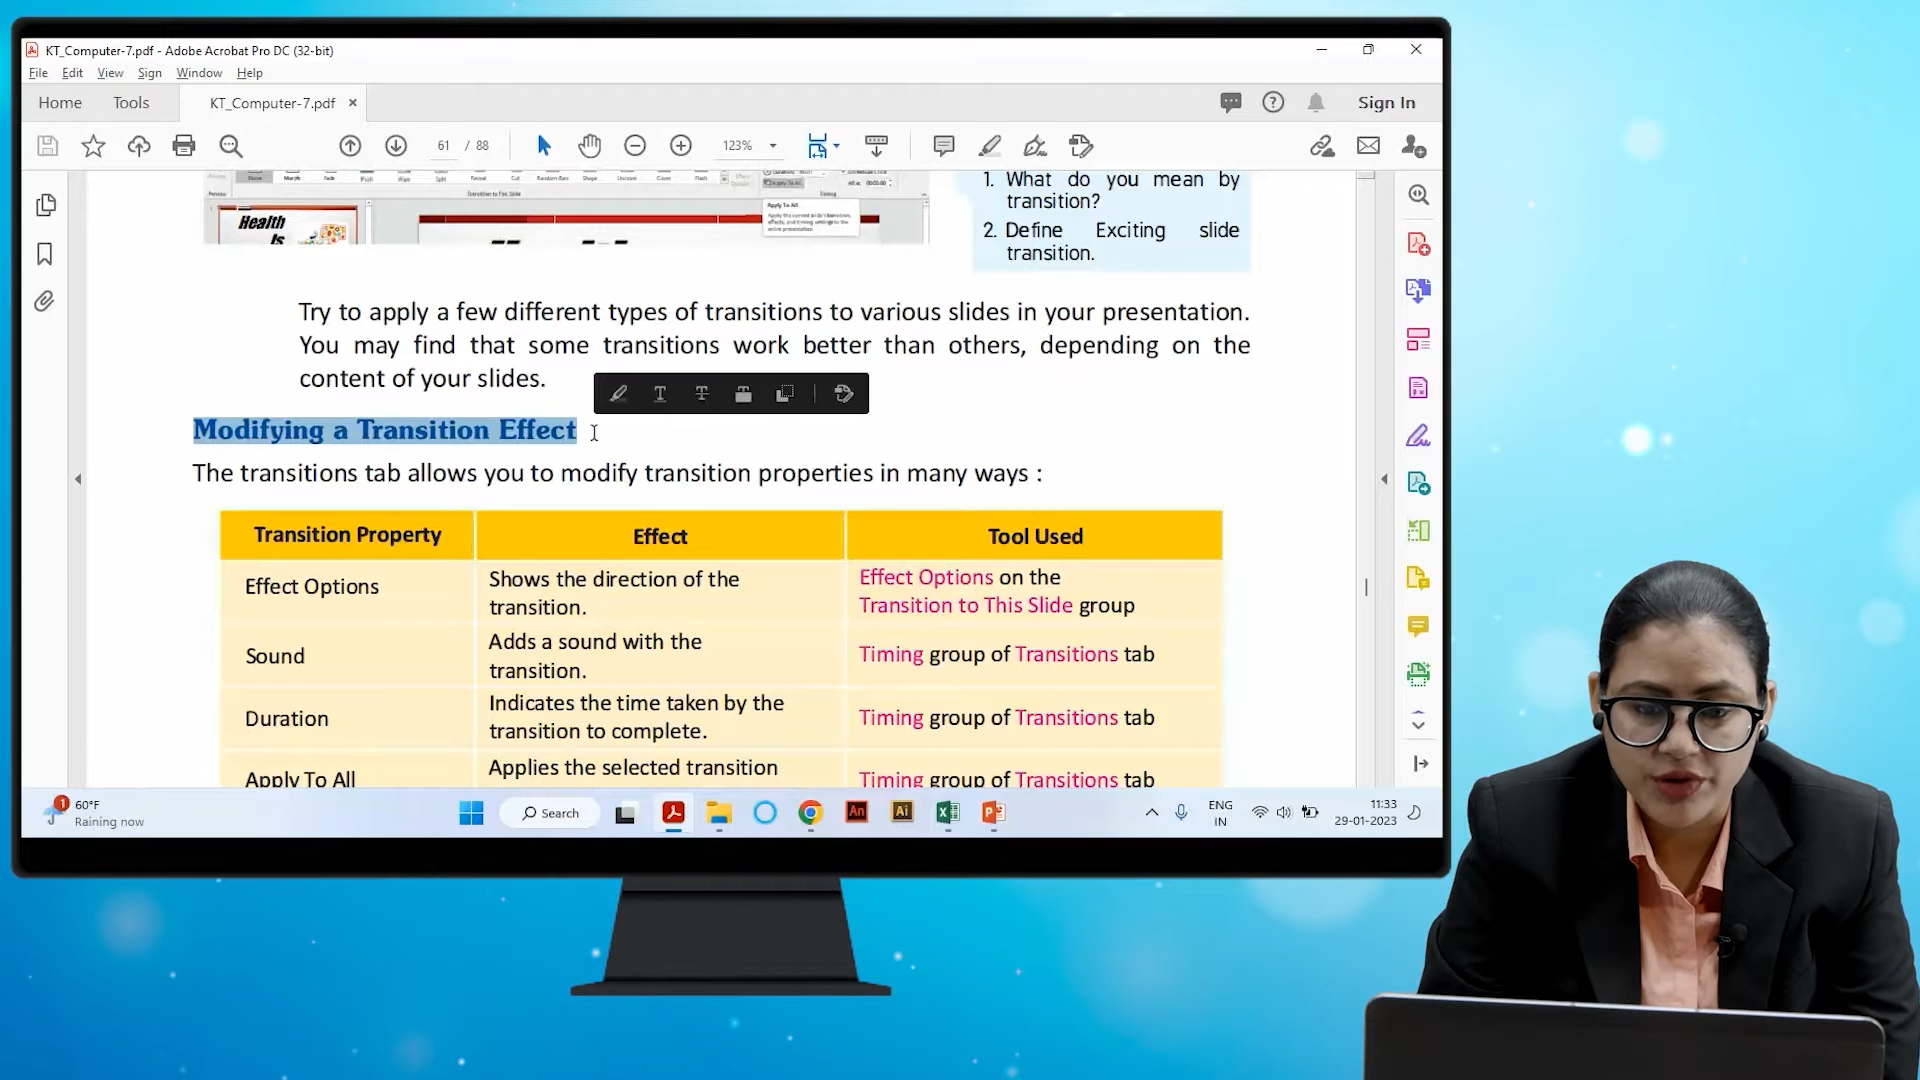 KT_Computer-7.pdf - Adobe Acrobat Pro DC (32-bit)
File Edit View Sign Window Help
Home Tools KT_Computer-7.pdf × Sign In
61 / 88 123%
Health
Is
Apply To All
1. What do you mean by
transition?
2. Define Exciting slide
transition.
Try to apply a few different types of transitions to various slides in your presentation.
You may find that some transitions work better than others, depending on the
content of your slides.
Modifying a Transition Effect
The transitions tab allows you to modify transition properties in many ways :
Transition Property Effect Tool Used
Effect Options Shows the direction of the
transition. Effect Options on the
Transition to This Slide group
Sound Adds a sound with the
transition. Timing group of Transitions tab
Duration Indicates the time taken by the
transition to complete. Timing group of Transitions tab
Apply To All Applies the selected transition Timing group of Transitions tab
1 60°F
Raining now
Search
An Ai
ENG
IN
11:33
29-01-2023